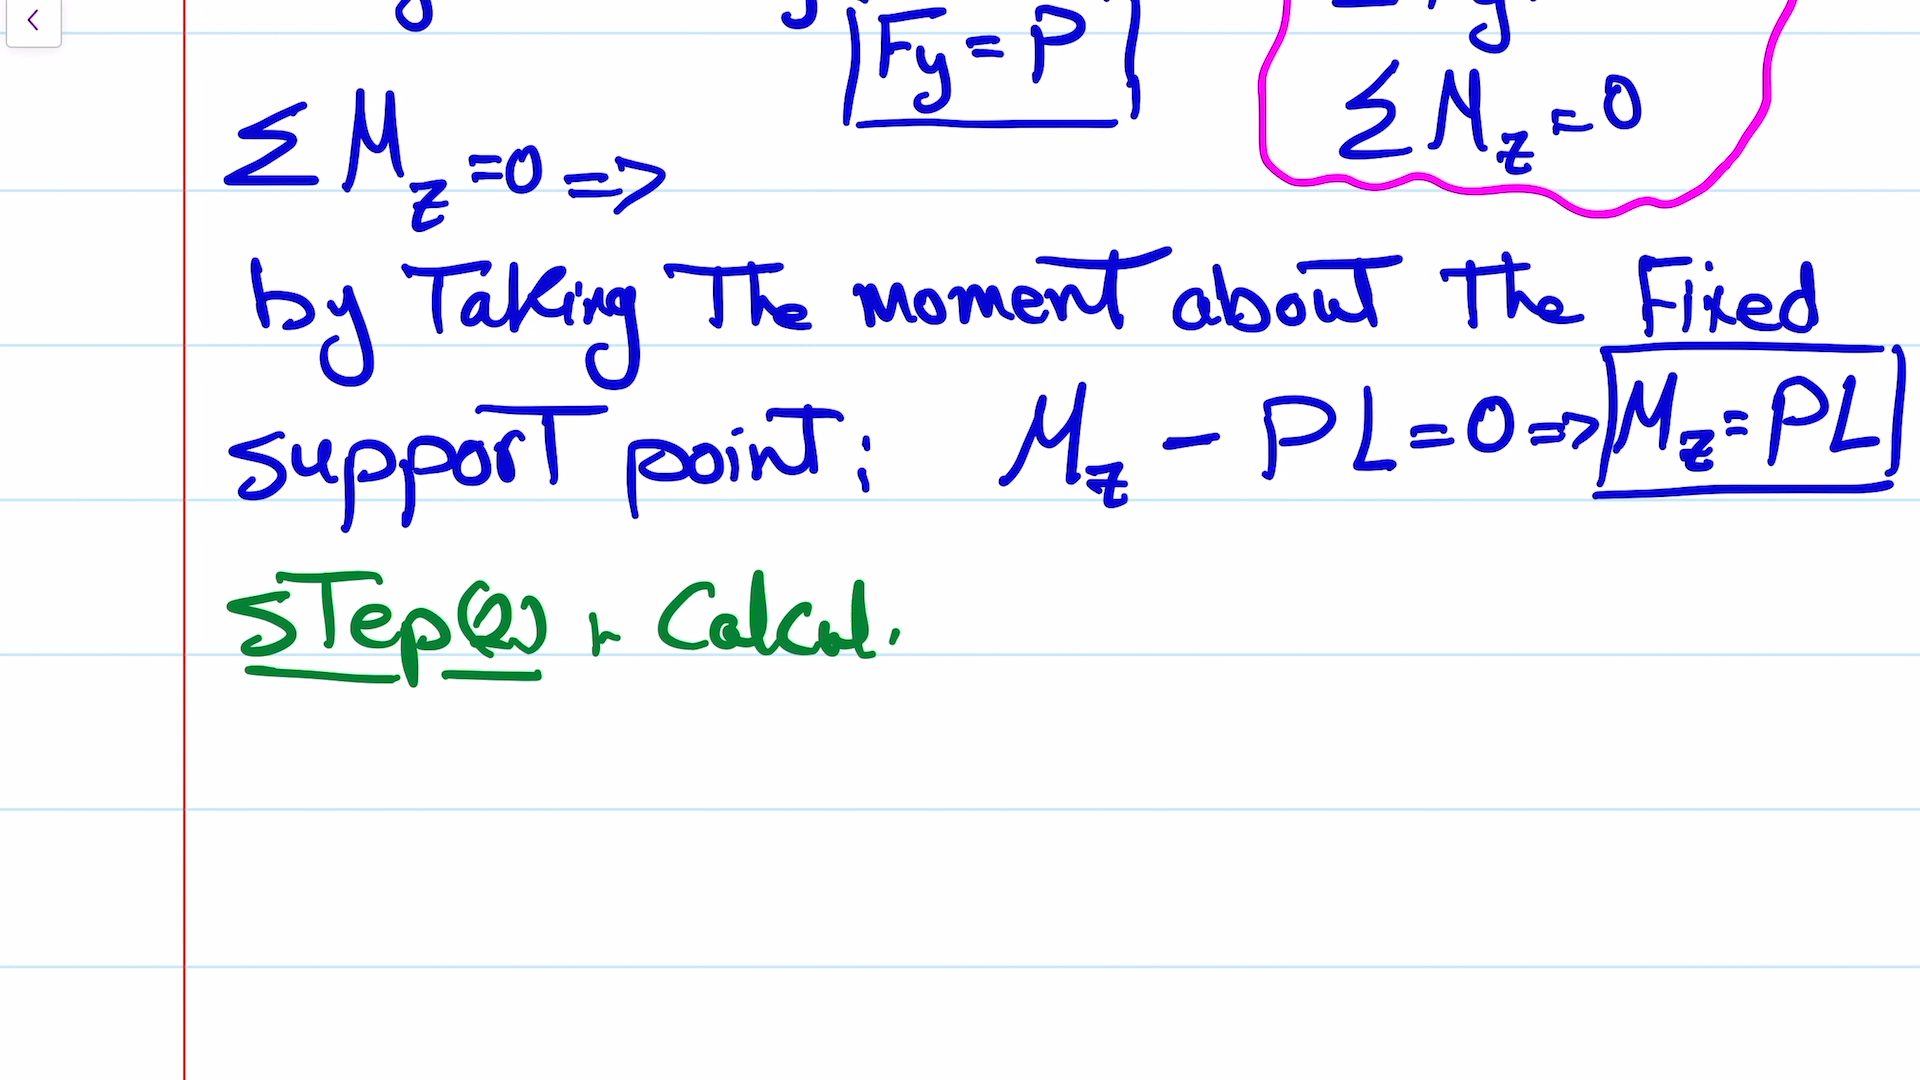 Fy = P
ΣMz = 0
ΣMz = 0 =>
by Taking The moment about The Fixed
support point: Mz - PL = 0 => Mz = PL
STep(2) Calcul.